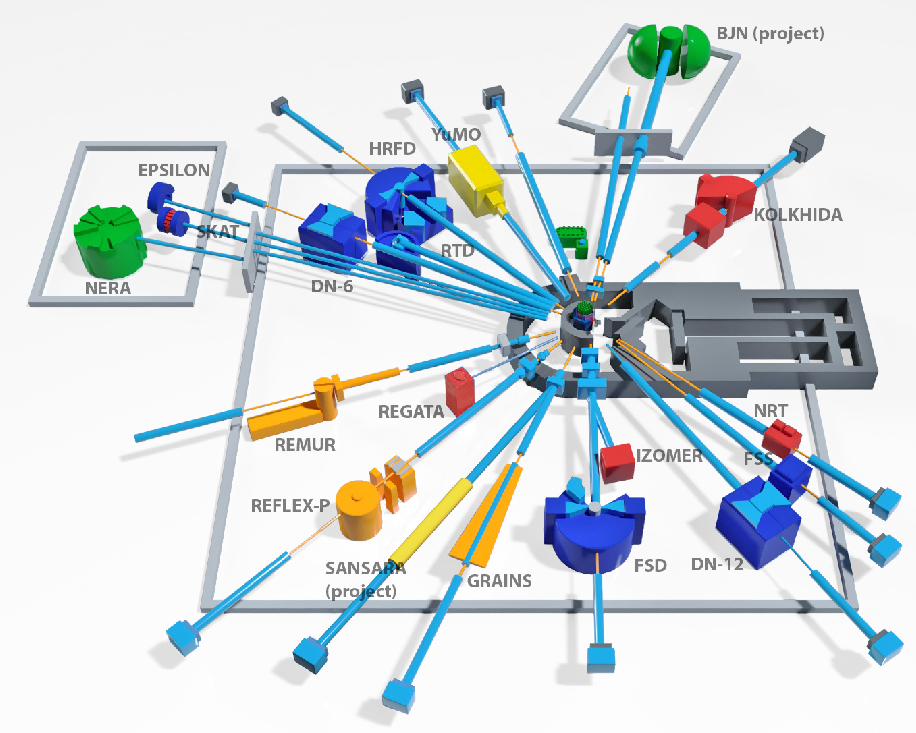 BJN (project)
YuMO
HRFD
EPSILON
KOLKHIDA
SKAT
RTD
DN-6
NERA
REGATA
NRT
REMUR
IZOMER
FSS
REFLEX-P
DN-12
FSD
SANSARA
(project)
GRAINS